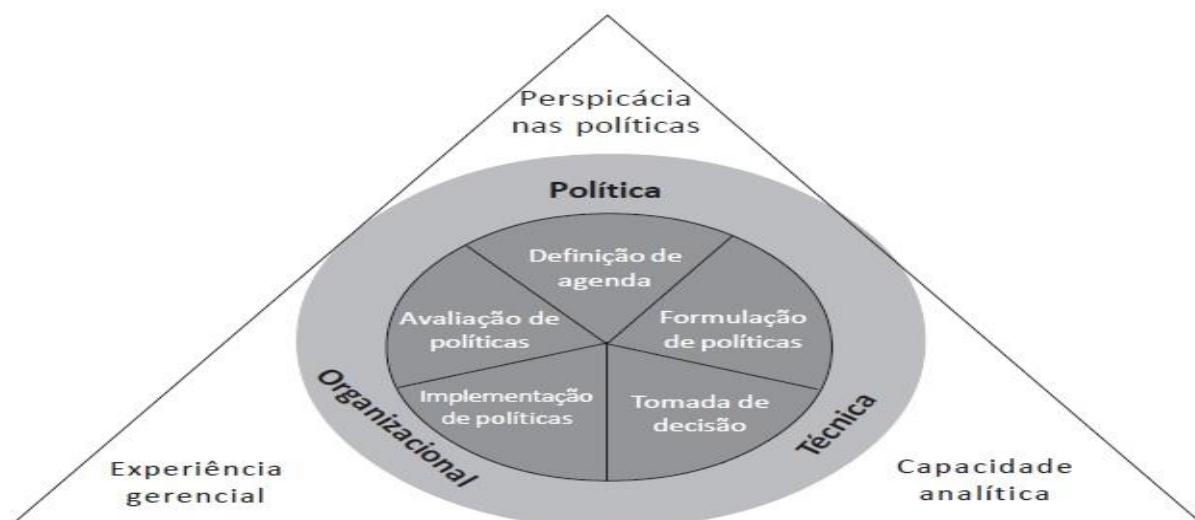 Perspicácia
nas políticas
Política
Definição de
agenda
Avaliação de
políticas
Formulação
de políticas
Implementação
de políticas
Tomada de
decisão
Organizacional
Técnica
Experiência
gerencial
Capacidade
analítica